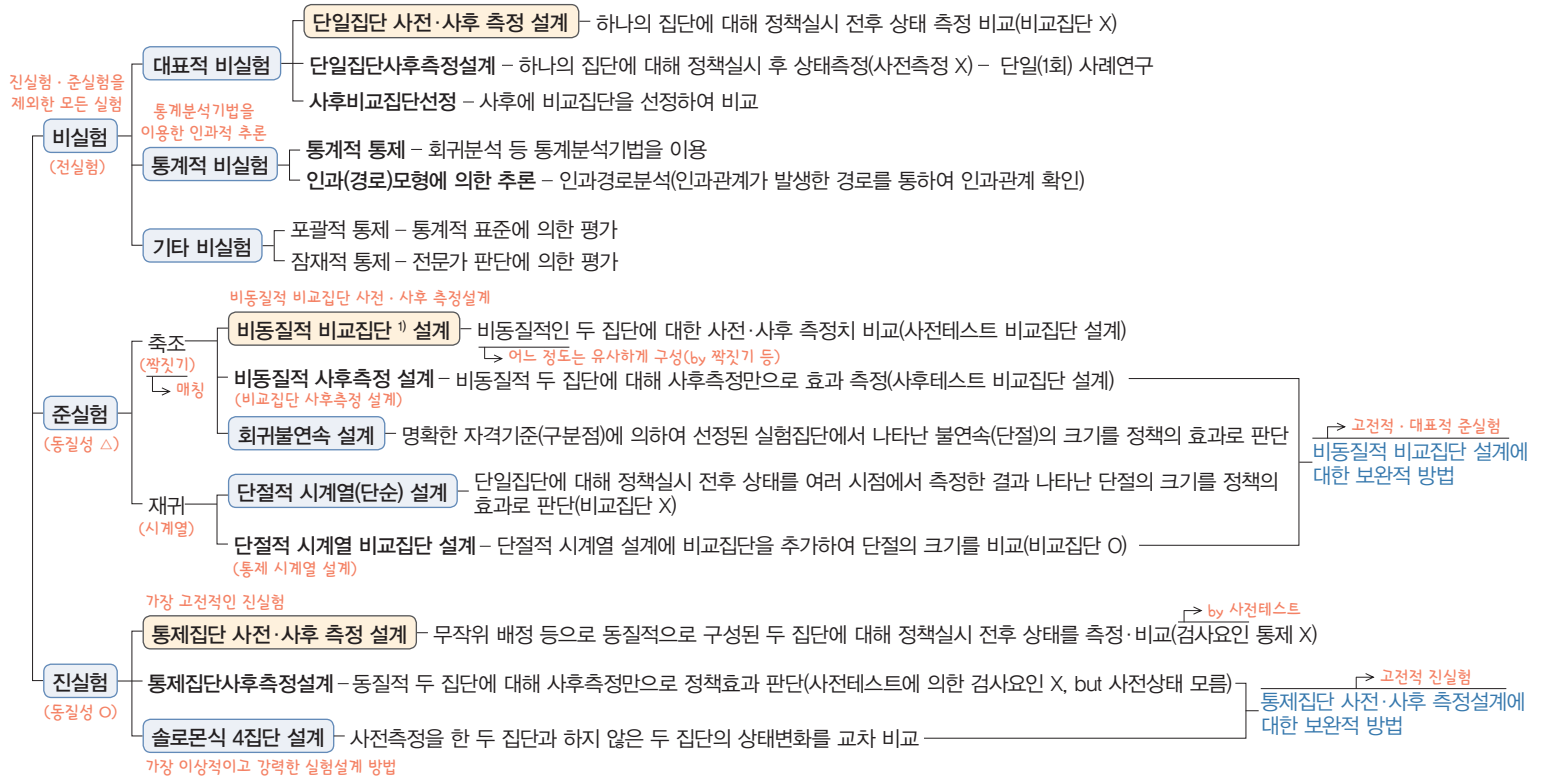 단일집단 사전·사후 측정 설계 – 하나의 집단에 대해 정책실시 전후 상태 측정 비교(비교집단 X)
대표적 비실험
단일집단사후측정설계 – 하나의 집단에 대해 정책실시 후 상태측정(사전측정 X) – 단일(1회) 사례연구
진실험·준실험을
제외한 모든 실험
사후비교집단선정 – 사후에 비교집단을 선정하여 비교
통계분석기법을
이용한 인과적 추론
비실험
(전실험)
통계적 통제 – 회귀분석 등 통계분석기법을 이용
통계적 비실험
인과(경로)모형에 의한 추론 – 인과경로분석(인과관계가 발생한 경로를 통하여 인과관계 확인)
포괄적 통제 – 통계적 표준에 의한 평가
기타 비실험
잠재적 통제 – 전문가 판단에 의한 평가
비동질적 비교집단 사전·사후 측정설계
비동질적 비교집단 1) 설계 – 비동질적인 두 집단에 대한 사전·사후 측정치 비교(사전테스트 비교집단 설계)
어느 정도는 유사하게 구성(by 짝짓기 등)
축조
(짝짓기)
매칭
비동질적 사후측정 설계 – 비동질적 두 집단에 대해 사후측정만으로 효과 측정(사후테스트 비교집단 설계)
(비교집단 사후측정 설계)
준실험
(동질성 △)
회귀불연속 설계 – 명확한 자격기준(구분점)에 의하여 선정된 실험집단에서 나타난 불연속(단절)의 크기를 정책의 효과로 판단
고전적·대표적 준실험
비동질적 비교집단 설계에
대한 보완적 방법
재귀
(시계열)
단절적 시계열(단순) 설계 – 단일집단에 대해 정책실시 전후 상태를 여러 시점에서 측정한 결과 나타난 단절의 크기를 정책의
효과로 판단(비교집단 X)
단절적 시계열 비교집단 설계 – 단절적 시계열 설계에 비교집단을 추가하여 단절의 크기를 비교(비교집단 O)
(통제 시계열 설계)
가장 고전적인 진실험
by 사전테스트
통제집단 사전·사후 측정 설계 – 무작위 배정 등으로 동질적으로 구성된 두 집단에 대해 정책실시 전후 상태를 측정·비교(검사요인 통제 X)
진실험
(동질성 O)
통제집단사후측정설계 – 동질적 두 집단에 대해 사후측정만으로 정책효과 판단(사전테스트에 의한 검사요인 X, but 사전상태 모름)
고전적 진실험
통제집단 사전·사후 측정설계에
대한 보완적 방법
솔로몬식 4집단 설계 – 사전측정을 한 두 집단과 하지 않은 두 집단의 상태변화를 교차 비교
가장 이상적이고 강력한 실험설계 방법